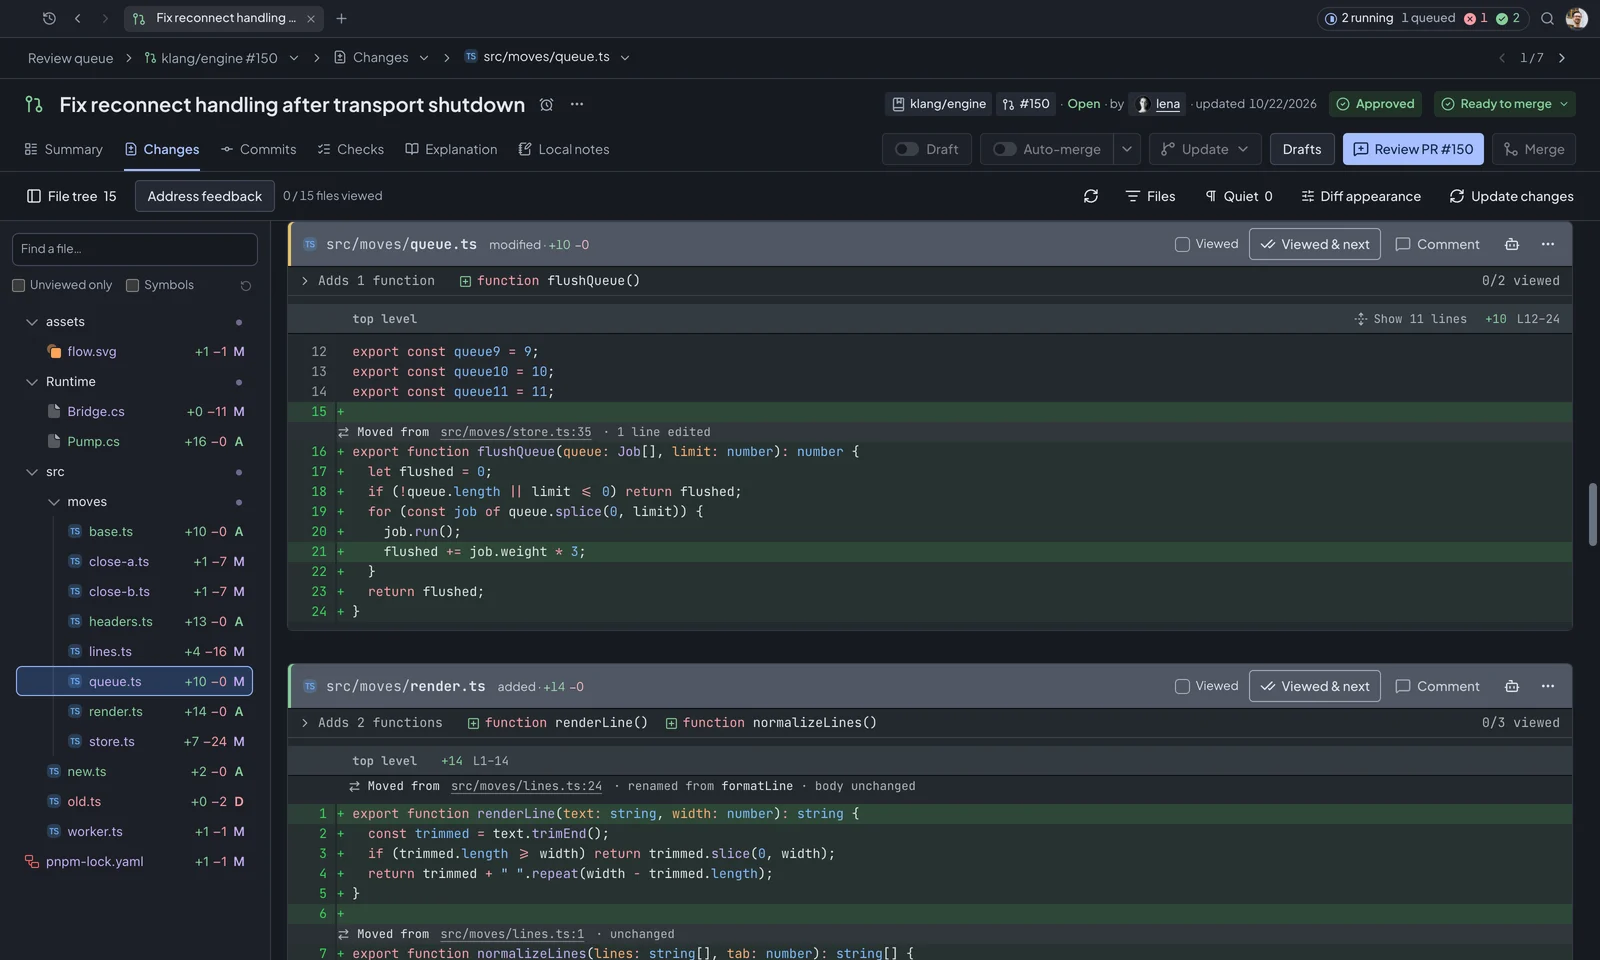 Fix reconnect handling ...
2 running 1 queued 1 2
Review queue klang/engine #150 Changes TS src/moves/queue.ts 1/7
Fix reconnect handling after transport shutdown
klang/engine #150 · Open · by lena · updated 10/22/2026 Approved Ready to merge
Summary Changes Commits Checks Explanation Local notes
Draft Auto-merge Update Drafts Review PR #150 Merge
File tree 15 Address feedback 0/15 files viewed
Files Quiet 0 Diff appearance Update changes
Find a file...
Unviewed only Symbols
assets
flow.svg +1 −1 M
Runtime
Bridge.cs +0 −11 M
Pump.cs +16 −0 A
src
moves
TS base.ts +10 −0 A
TS close-a.ts +1 −7 M
TS close-b.ts +1 −7 M
TS headers.ts +13 −0 A
TS lines.ts +4 −16 M
TS queue.ts +10 −0 M
TS render.ts +14 −0 A
TS store.ts +7 −24 M
TS new.ts +2 −0 A
TS old.ts +0 −2 D
TS worker.ts +1 −1 M
pnpm-lock.yaml +1 −1 M
TS src/moves/queue.ts modified · +10 −0 Viewed Viewed & next Comment
Adds 1 function function flushQueue() 0/2 viewed
top level Show 11 lines +10 L12–24
12 export const queue9 = 9;
13 export const queue10 = 10;
14 export const queue11 = 11;
15 +
Moved from src/moves/store.ts:35 · 1 line edited
16 + export function flushQueue(queue: Job[], limit: number): number {
17 + let flushed = 0;
18 + if (!queue.length || limit <= 0) return flushed;
19 + for (const job of queue.splice(0, limit)) {
20 + job.run();
21 + flushed += job.weight * 3;
22 + }
23 + return flushed;
24 + }
TS src/moves/render.ts added · +14 −0 Viewed Viewed & next Comment
Adds 2 functions function renderLine() function normalizeLines() 0/3 viewed
top level +14 L1–14
Moved from src/moves/lines.ts:24 · renamed from formatLine · body unchanged
1 + export function renderLine(text: string, width: number): string {
2 + const trimmed = text.trimEnd();
3 + if (trimmed.length >= width) return trimmed.slice(0, width);
4 + return trimmed + " ".repeat(width - trimmed.length);
5 + }
6 +
Moved from src/moves/lines.ts:1 · unchanged
7 + export function normalizeLines(lines: string[], tab: number): string[] {